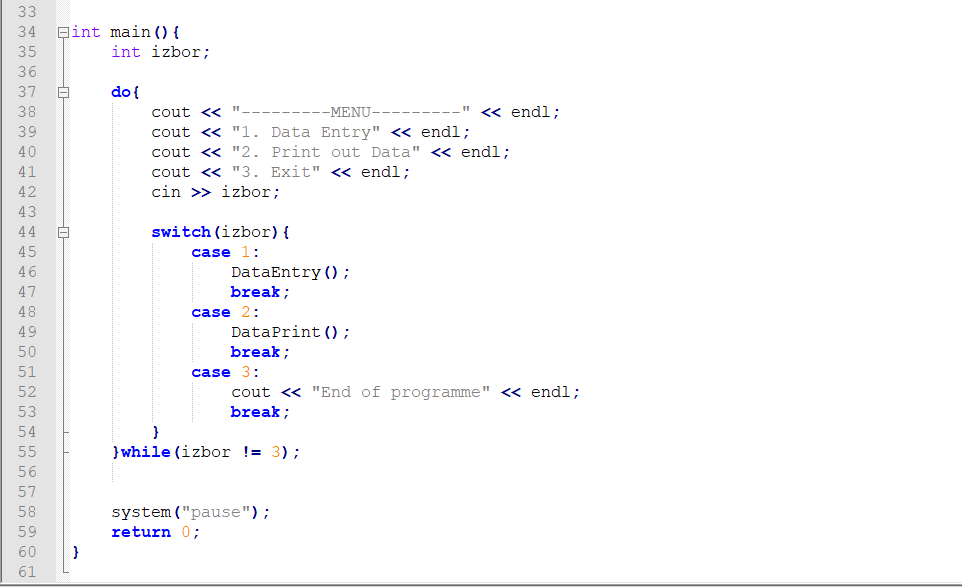 33
34 int main(){
35 int izbor;
36
37 do{
38 cout << "---------MENU---------" << endl;
39 cout << "1. Data Entry" << endl;
40 cout << "2. Print out Data" << endl;
41 cout << "3. Exit" << endl;
42 cin >> izbor;
43
44 switch(izbor){
45 case 1:
46 DataEntry();
47 break;
48 case 2:
49 DataPrint();
50 break;
51 case 3:
52 cout << "End of programme" << endl;
53 break;
54 }
55 }while(izbor != 3);
56
57
58 system("pause");
59 return 0;
60 }
61